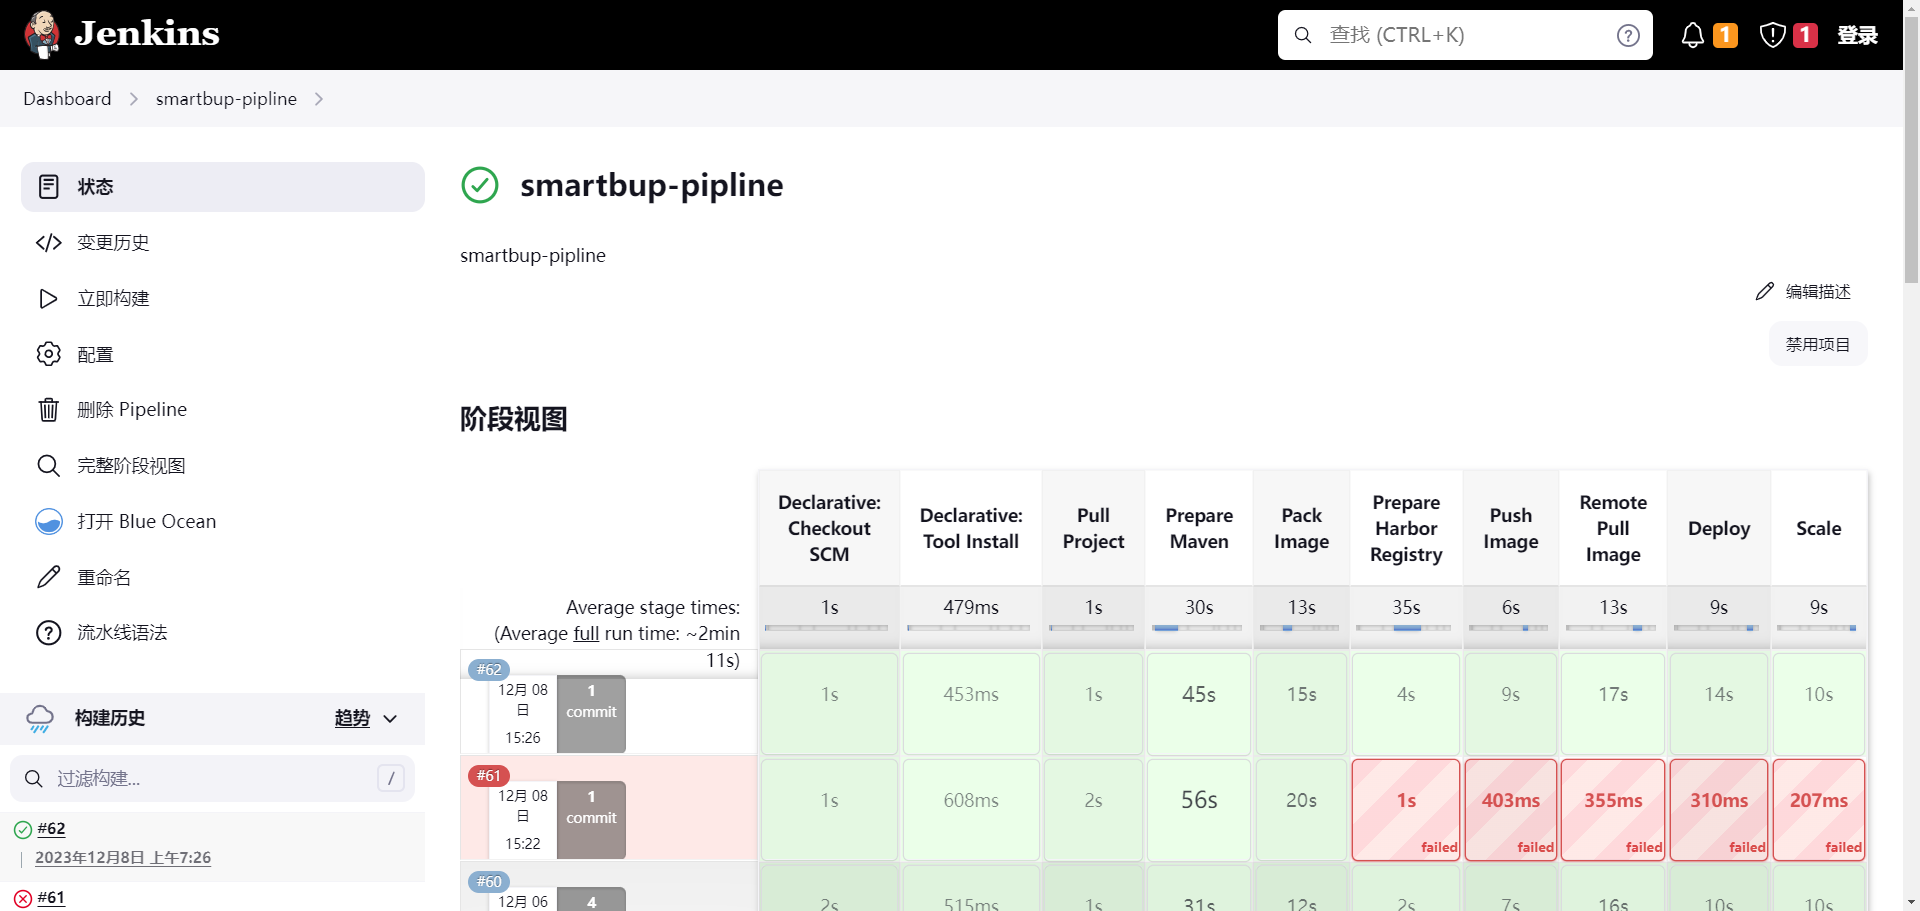 Jenkins
查找 (CTRL+K)
?
1
1
登录
Dashboard
smartbup-pipline
状态
变更历史
立即构建
配置
删除 Pipeline
完整阶段视图
打开 Blue Ocean
重命名
流水线语法
构建历史
趋势
过滤构建...
/
#62
2023年12月8日 上午7:26
#61
smartbup-pipline
smartbup-pipline
编辑描述
禁用项目
阶段视图
Declarative: Checkout SCM
Declarative: Tool Install
Pull Project
Prepare Maven
Pack Image
Prepare Harbor Registry
Push Image
Remote Pull Image
Deploy
Scale
Average stage times:
(Average full run time: ~2min
11s)
1s
479ms
1s
30s
13s
35s
6s
13s
9s
9s
#62
12月 08
日
15:26
1
commit
1s
453ms
1s
45s
15s
4s
9s
17s
14s
10s
#61
12月 08
日
15:22
1
commit
1s
608ms
2s
56s
20s
1s
failed
403ms
failed
355ms
failed
310ms
failed
207ms
failed
#60
12月 06
4
2s
515ms
1s
31s
12s
2s
7s
16s
10s
10s